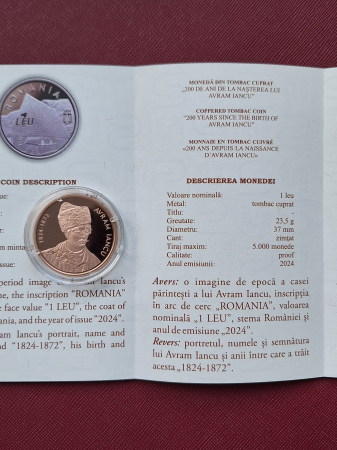 ROMANIA
1 LEU
COIN DESCRIPTION
1824-1872 AVRAM IANCU
period image of
Iancu's
ne, the inscription "ROMANIA"
e face value "1 LEU", the coat of
nania, and the year of issue "2024".
am Iancu's portrait, name and
nd "1824-1872", his birth and
MONEDĂ DIN TOMBAC CUPRAT
„200 DE ANI DE LA NAȘTEREA LUI
AVRAM IANCU”
COPPERED TOMBAC COIN
“200 YEARS SINCE THE BIRTH OF
AVRAM IANCU”
MONNAIE EN TOMBAC CUIVRÉ
«200 ANS DEPUIS LA NAISSANCE
D'AVRAM IANCU»
DESCRIEREA MONEDEI
Valoare nominală: 1 leu
Metal: tombac cuprat
Titlu: -
Greutate: 23,5 g
Diametru: 37 mm
Cant: zimțat
Tiraj maxim: 5.000 monede
Calitate: proof
Anul emisiunii: 2024
Avers: o imagine de epocă a casei
părintești a lui Avram Iancu, inscripția
în arc de cerc „ROMANIA”, valoarea
nominală „1 LEU”, stema României și
anul de emisiune „2024”.
Revers: portretul, numele și semnătura
lui Avram Iancu și anii între care a trăit
acesta „1824-1872”.